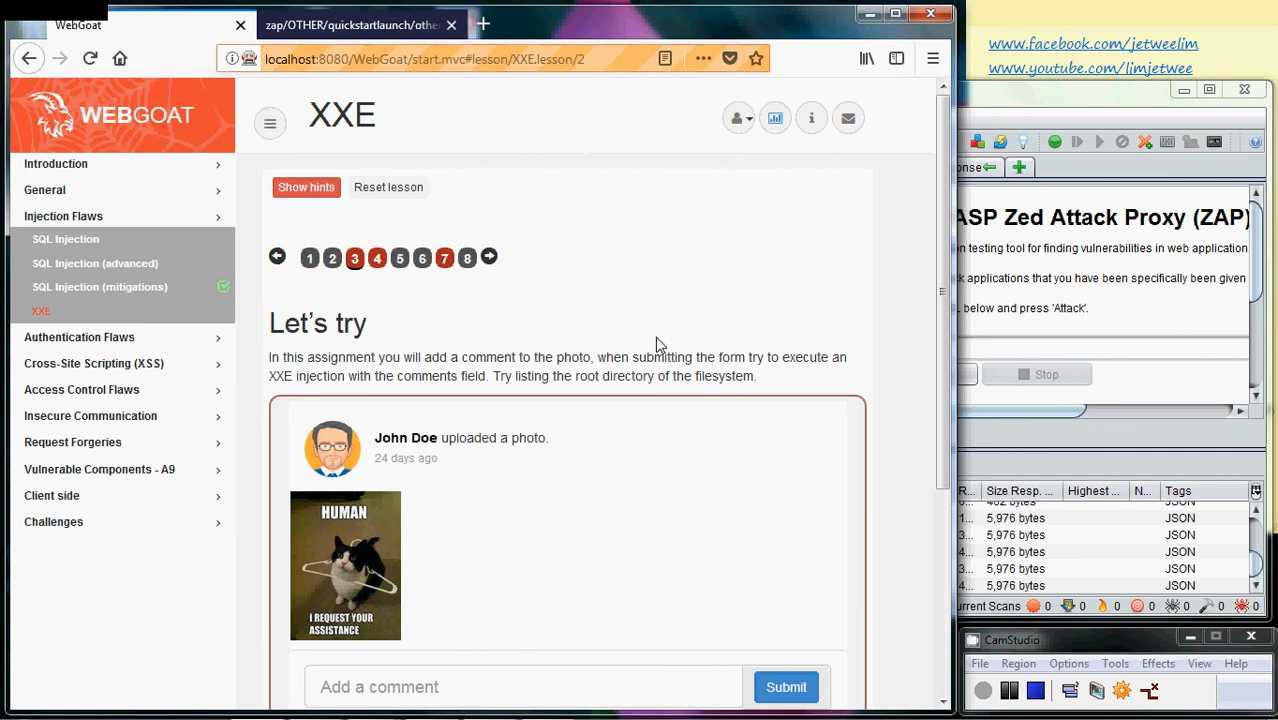 WebGoat
zap/OTHER/quickstartlaunch/othe
localhost:8080/WebGoat/start.mvc#lesson/XXE.lesson/2
www.facebook.com/jetweelim
www.youtube.com/limjetwee
WEBGOAT
XXE
Introduction
General
Injection Flaws
SQL Injection
SQL Injection (advanced)
SQL Injection (mitigations)
XXE
Authentication Flaws
Cross-Site Scripting (XSS)
Access Control Flaws
Insecure Communication
Request Forgeries
Vulnerable Components - A9
Client side
Challenges
Show hints Reset lesson
1 2 3 4 5 6 7 8
Let's try
In this assignment you will add a comment to the photo, when submitting the form try to execute an
XXE injection with the comments field. Try listing the root directory of the filesystem.
John Doe uploaded a photo.
24 days ago
HUMAN
I REQUEST YOUR
ASSISTANCE
Add a comment Submit
onse
ASP Zed Attack Proxy (ZAP)
n testing tool for finding vulnerabilities in web application
k applications that you have been specifically been given
L below and press 'Attack'.
Stop
R... Size Resp. ... Highest ... N... Tags
6... 462 bytes JSON
1... 5,976 bytes JSON
4... 5,976 bytes JSON
4... 5,976 bytes JSON
3... 5,976 bytes JSON
4... 5,976 bytes JSON
urrent Scans 0 0 0 0 0 0 0
CamStudio
File Region Options Tools Effects View Help